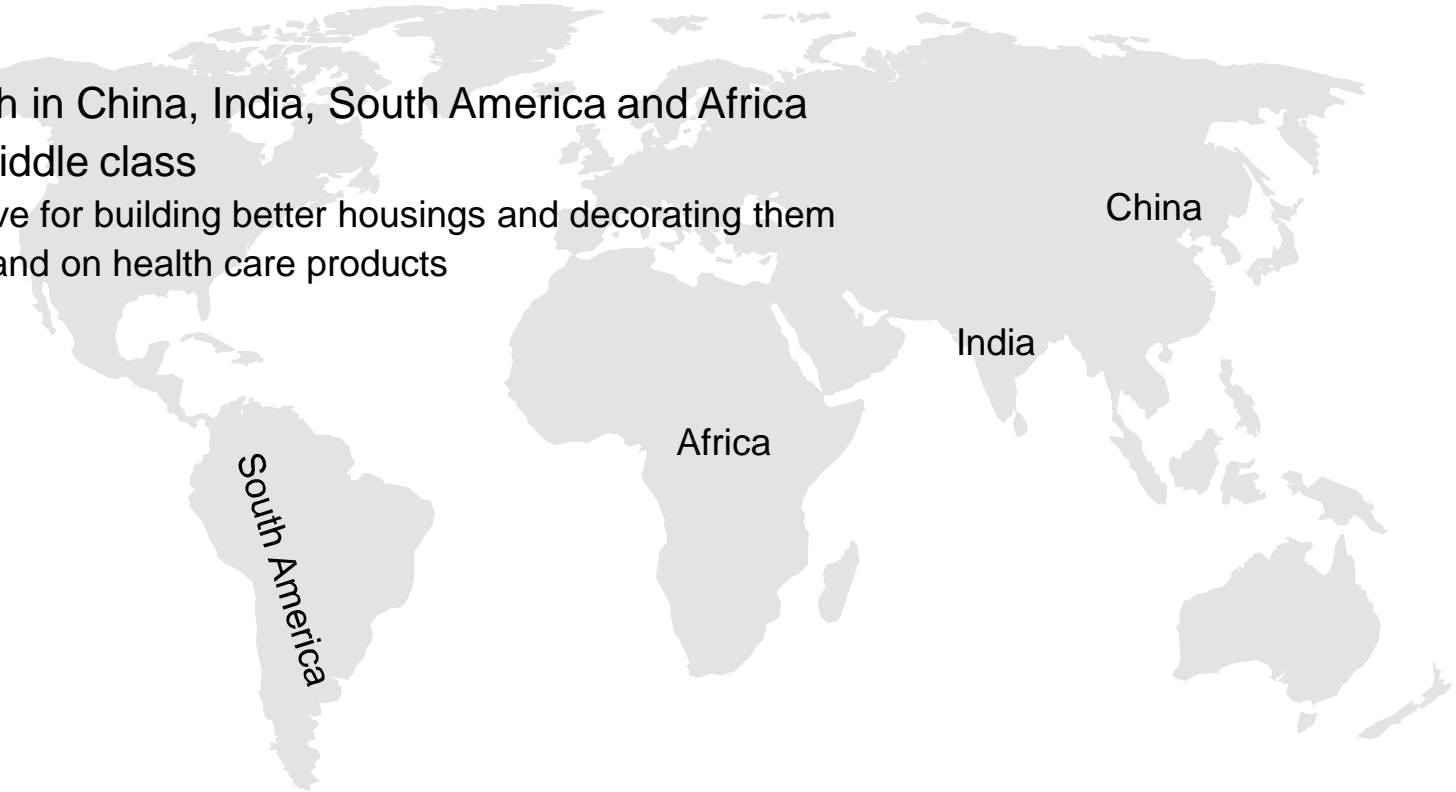 h in China, India, South America and Africa
iddle class
ve for building better housings and decorating them
and on health care products
China
India
Africa
South America